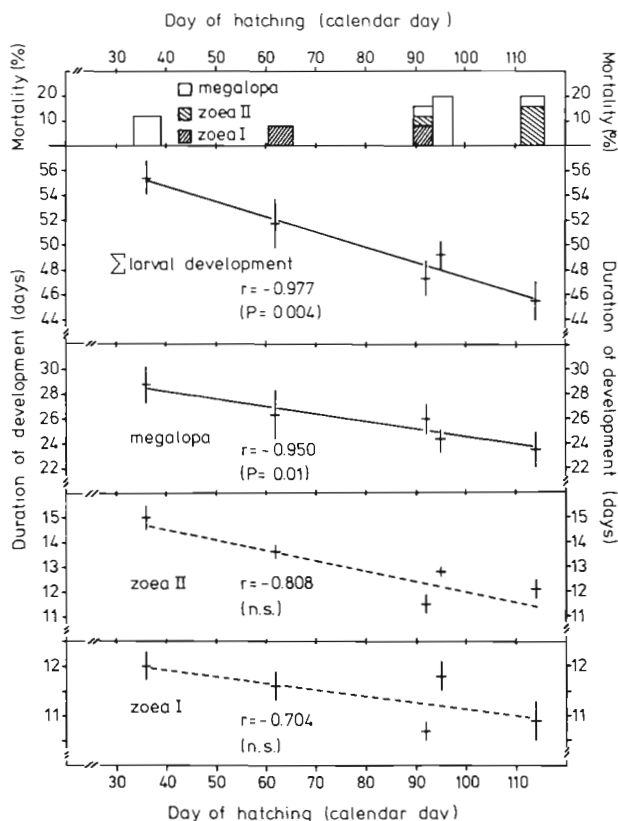 Day of hatching (calendar day)
30 40 50 60 70 80 90 100 110
Mortality (%)
20
10
Mortality (%)
20
10
megalopa
zoea II
zoea I
Duration of development (days)
Duration of development (days)
56
54
52
50
48
46
44
56
54
52
50
48
46
44
∑ larval development
r = -0.977
(P = 0.004)
30
28
26
24
22
30
28
26
24
22
megalopa
r = -0.950
(P = 0.01)
15
14
13
12
11
15
14
13
12
11
zoea II
r = -0.808
(n.s.)
12
11
12
11
zoea I
r = -0.704
(n.s.)
30 40 50 60 70 80 90 100 110
Day of hatching (calendar day)